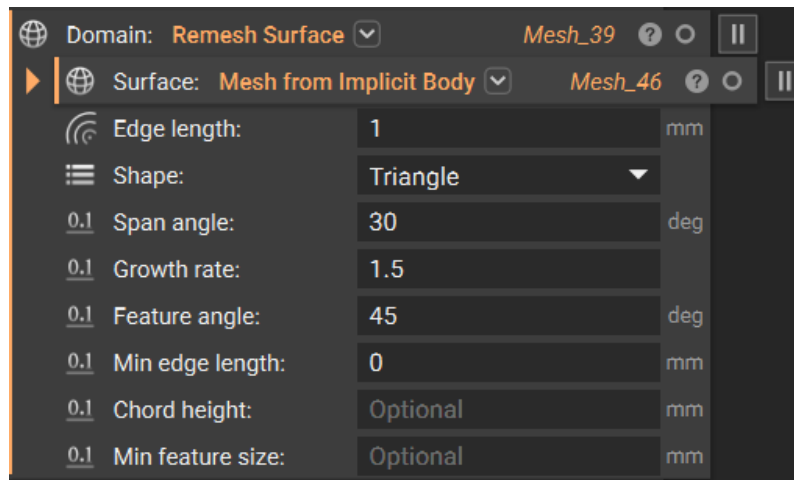 Domain: Remesh Surface Mesh_39 ?
Surface: Mesh from Implicit Body Mesh_46 ?
Edge length: 1 mm
Shape: Triangle
0.1 Span angle: 30 deg
0.1 Growth rate: 1.5
0.1 Feature angle: 45 deg
0.1 Min edge length: 0 mm
0.1 Chord height: Optional mm
0.1 Min feature size: Optional mm